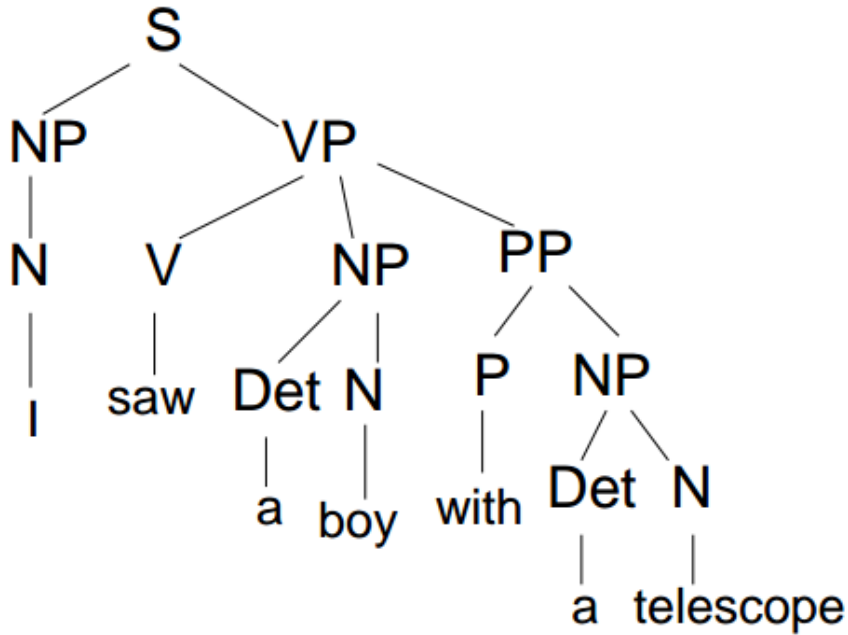 S
NP VP
N V NP PP
I saw Det N P NP
a boy with Det N
a telescope